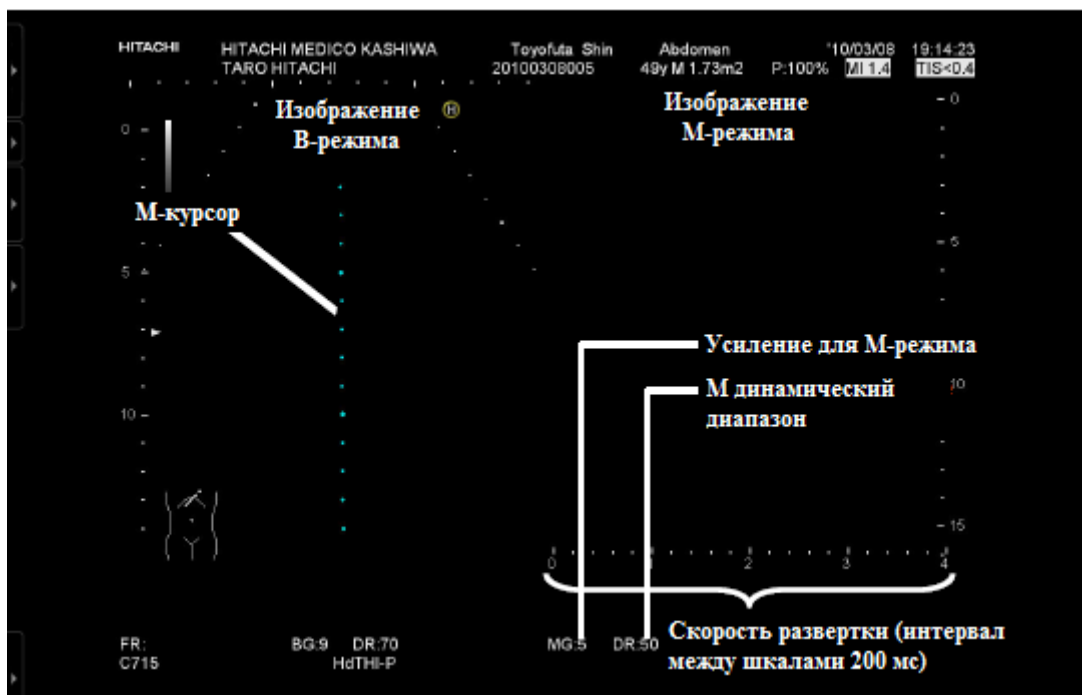 HITACHI HITACHI MEDICO KASHIWA Toyofuta Shin Abdomen '10/03/08 19:14:23
TARO HITACHI 20100308005 49y M 1.73m2 P:100% MI 1.4 TIS<0.4
Изображение
В-режима
H
Изображение
М-режима
0
0
М-курсор
5
5
Усиление для М-режима
М динамический
диапазон
10
10
15
0 1 2 3 4
Скорость развертки (интервал
между шкалами 200 мс)
FR: BG:9 DR:70 MG:5 DR:50
C715 HdTHI-P